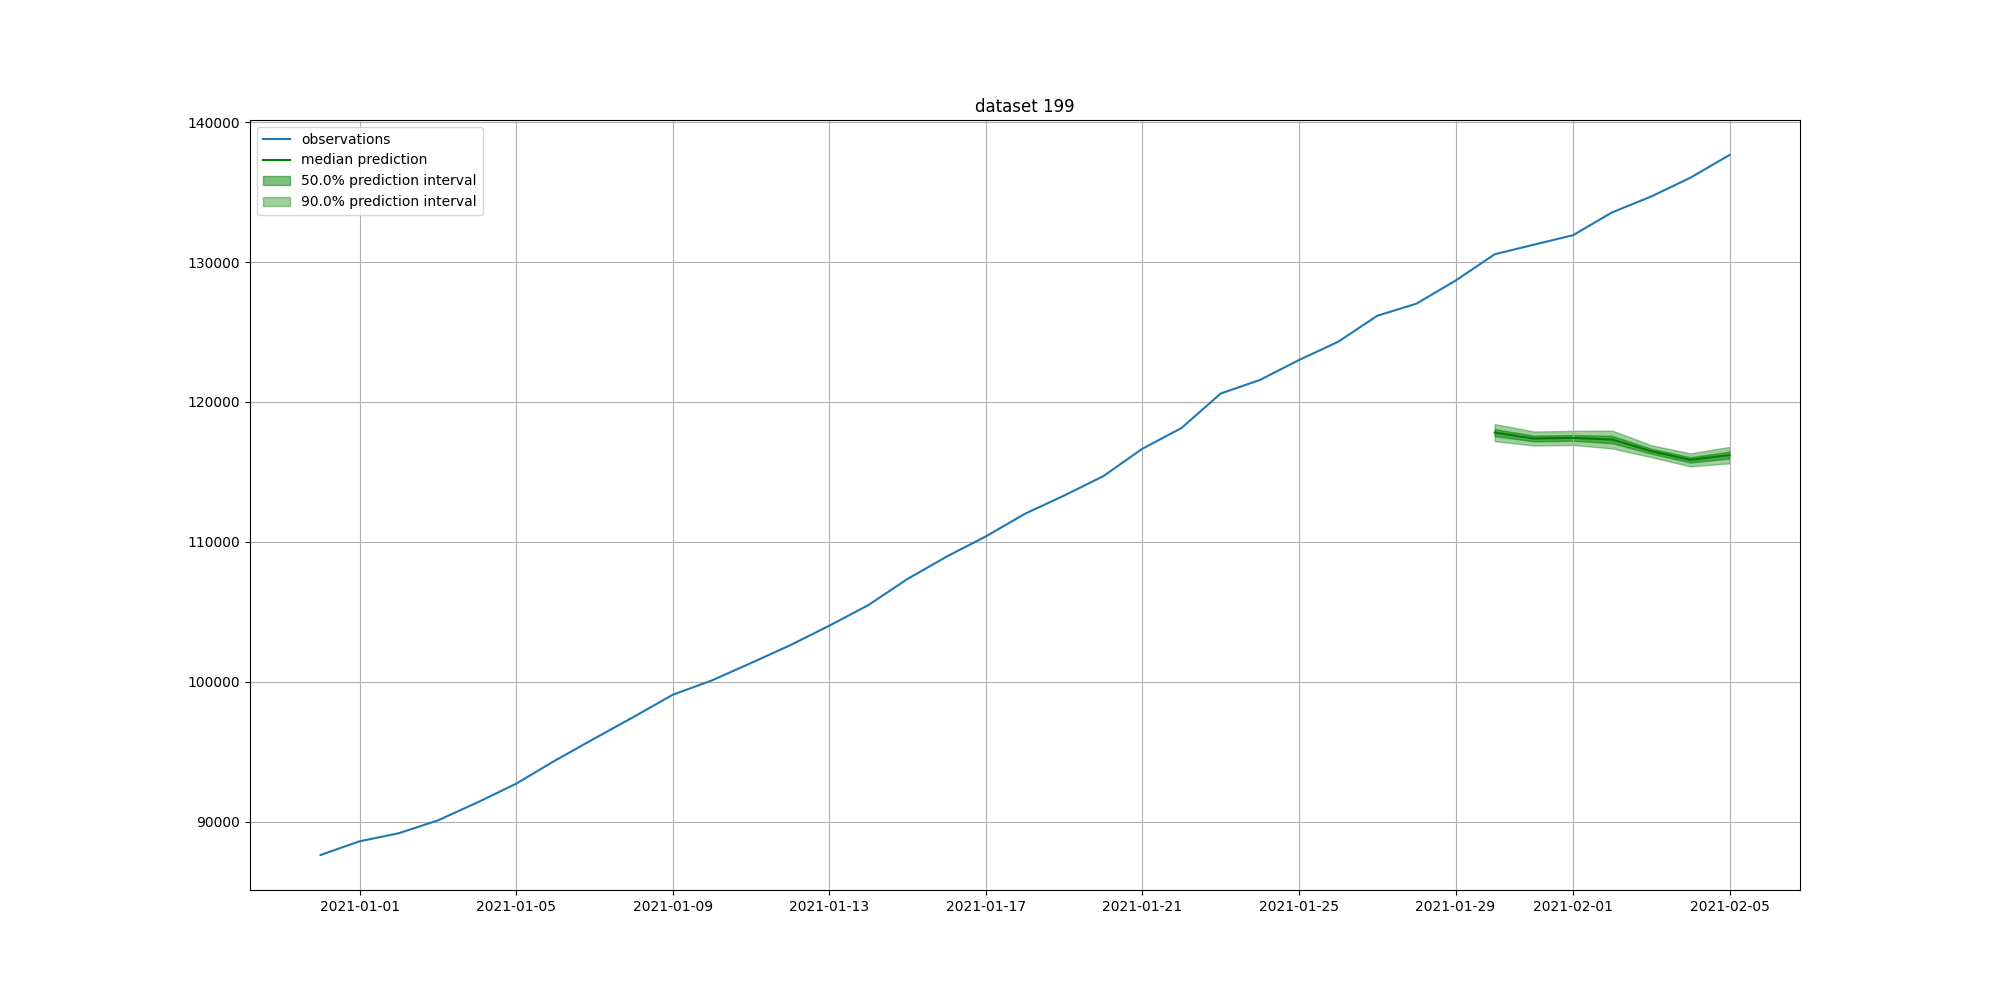 dataset 199
140000
130000
120000
110000
100000
90000
observations
median prediction
50.0% prediction interval
90.0% prediction interval
2021-01-01 2021-01-05 2021-01-09 2021-01-13 2021-01-17 2021-01-21 2021-01-25 2021-01-29 2021-02-01 2021-02-05